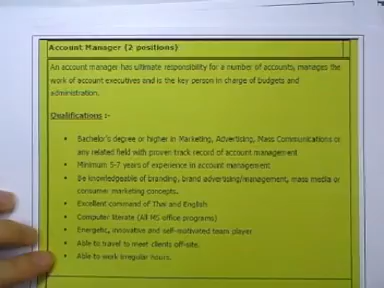 Account Manager (2 positions)
An account manager has ultimate responsibility for a number of accounts, manages the
work of account executives and is the key person in charge of budgets and
administration.
Qualifications :-
• Bachelor's degree or higher in Marketing, Advertising, Mass Communications or
any related field with proven track record of account management
• Minimum 5-7 years of experience in account management
• Be knowledgeable of branding, brand advertising/management, mass media or
consumer marketing concepts.
• Excellent command of Thai and English
• Computer literate (All MS office programs)
• Energetic, innovative and self-motivated team player
• Able to travel to meet clients off-site.
• Able to work irregular hours.